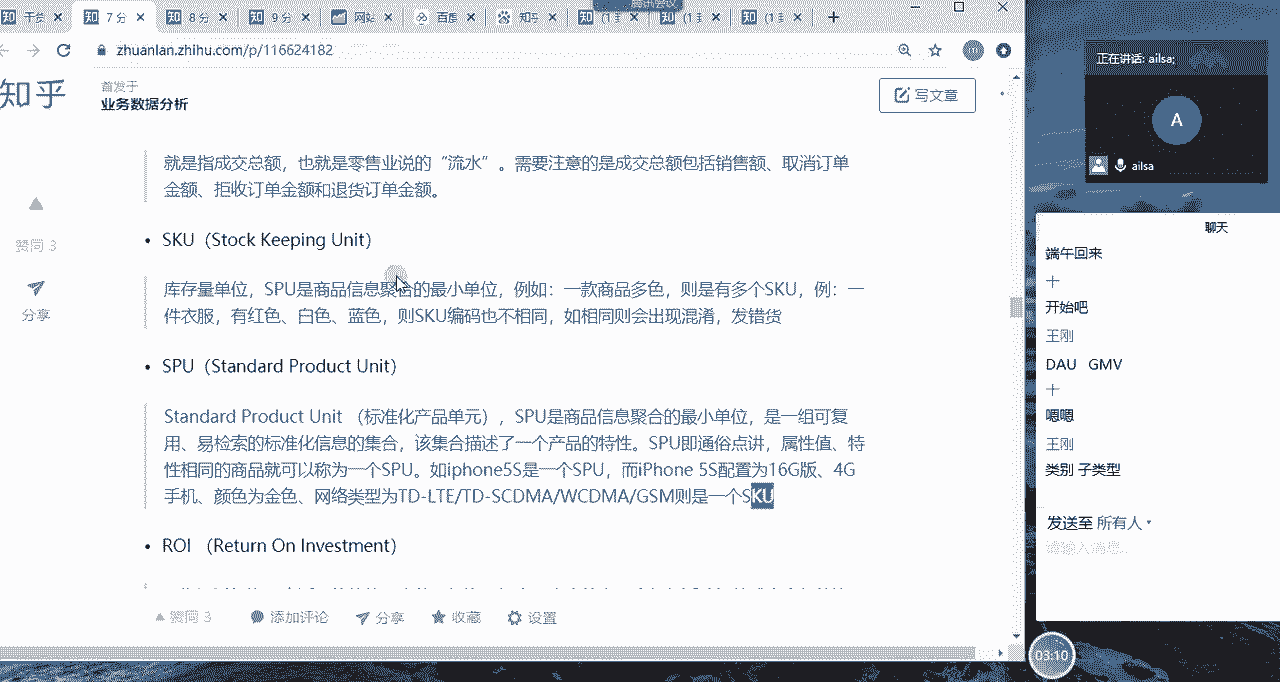 7 分
8 分
9 分
网站
百度
知乎
zhuanlan.zhihu.com/p/116624182
知乎
首发于
业务数据分析
写文章
就是指成交总额，也就是零售业说的“流水”。需要注意的是成交总额包括销售额、取消订单
金额、拒收订单金额和退货订单金额。
赞同 3
分享
• SKU（Stock Keeping Unit）
库存量单位，SPU是商品信息聚合的最小单位，例如：一款商品多色，则是有多个SKU，例：一
件衣服，有红色、白色、蓝色，则SKU编码也不相同，如相同则会出现混淆，发错货
• SPU（Standard Product Unit）
Standard Product Unit （标准化产品单元），SPU是商品信息聚合的最小单位，是一组可复
用、易检索的标准化信息的集合，该集合描述了一个产品的特性。SPU即通俗点讲，属性值、特
性相同的商品就可以称为一个SPU。如iphone5S是一个SPU，而iPhone 5S配置为16G版、4G
手机、颜色为金色、网络类型为TD-LTE/TD-SCDMA/WCDMA/GSM则是一个SKU
• ROI （Return On Investment）
赞同 3
添加评论
分享
收藏
设置
腾讯会议
正在讲话: ailsa;
A
ailsa
聊天
端午回来
十
开始吧
王刚
DAU GMV
十
嗯嗯
王刚
类别 子类型
发送至 所有人
请输入消息...
03:10